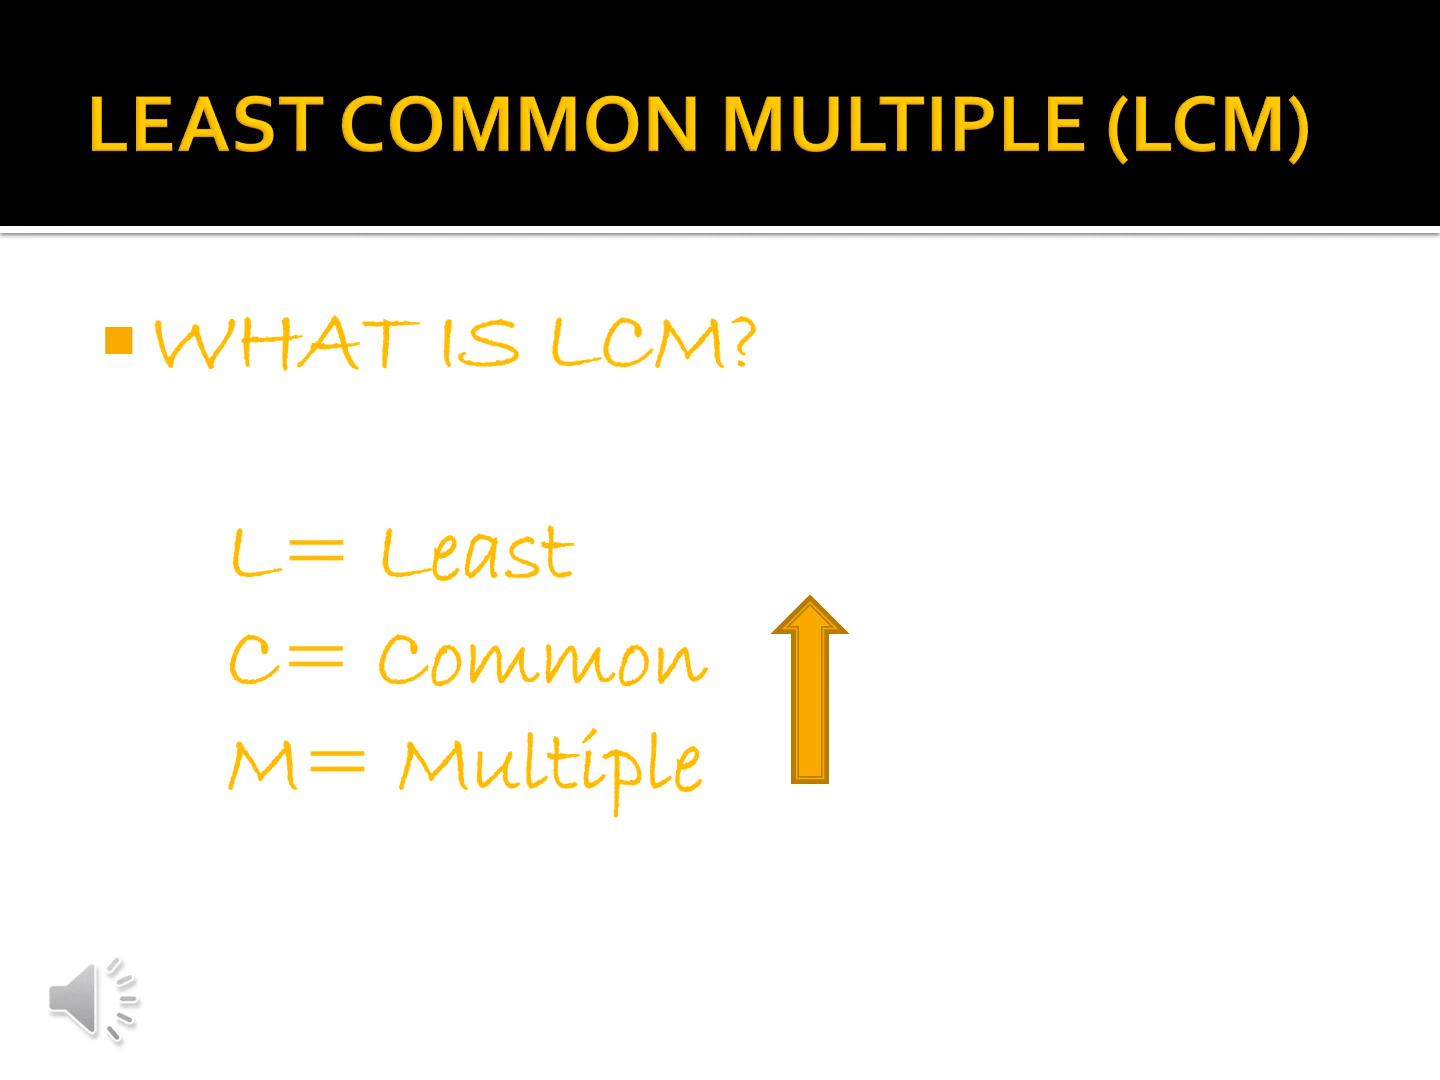 LEAST COMMON MULTIPLE (LCM)
WHAT IS LCM?
L= Least
C= Common
M= Multiple